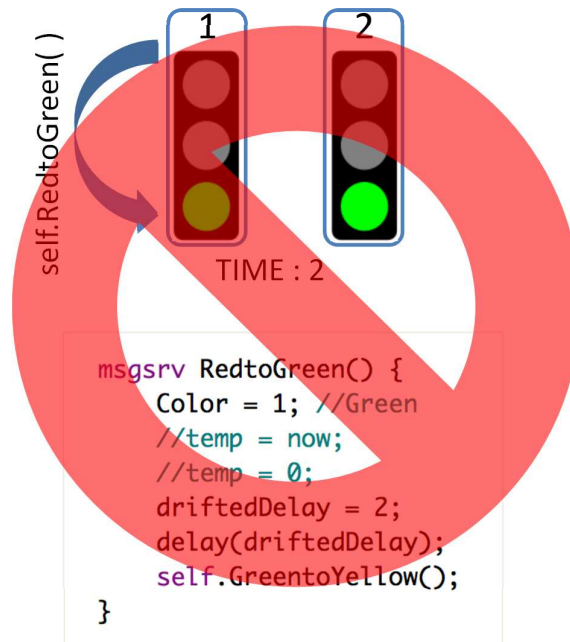 1 2
self.RedtoGreen( )
TIME : 2
msgsrv RedtoGreen() {
Color = 1; //Green
//temp = now;
//temp = 0;
driftedDelay = 2;
delay(driftedDelay);
self.GreentoYellow();
}